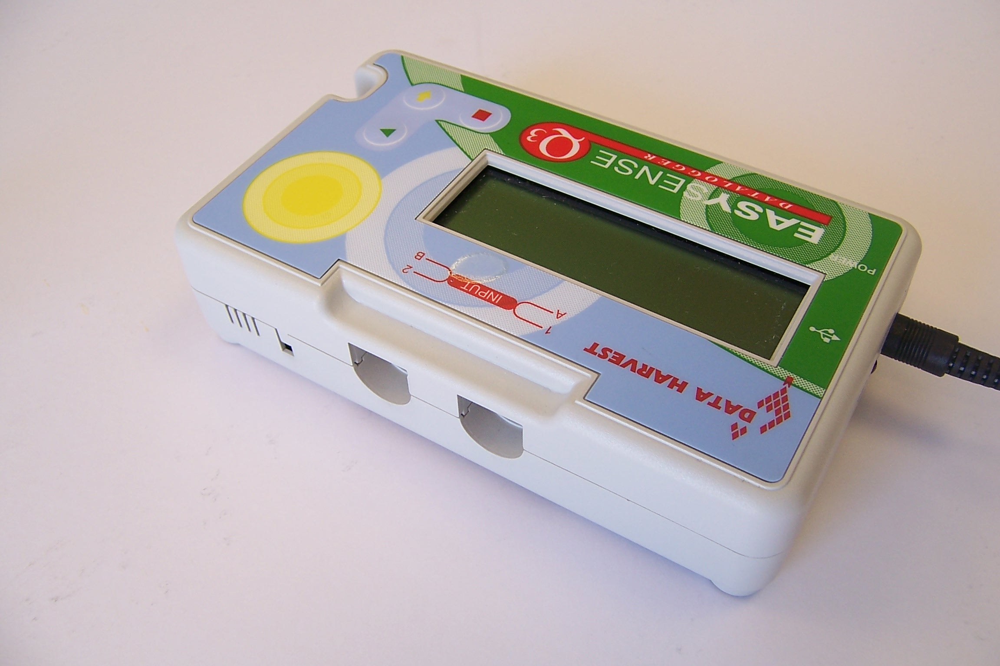 POWER
EASYSENSE
DATALOGGER
Q3
DATA HARVEST
1 2
A B
INPUT